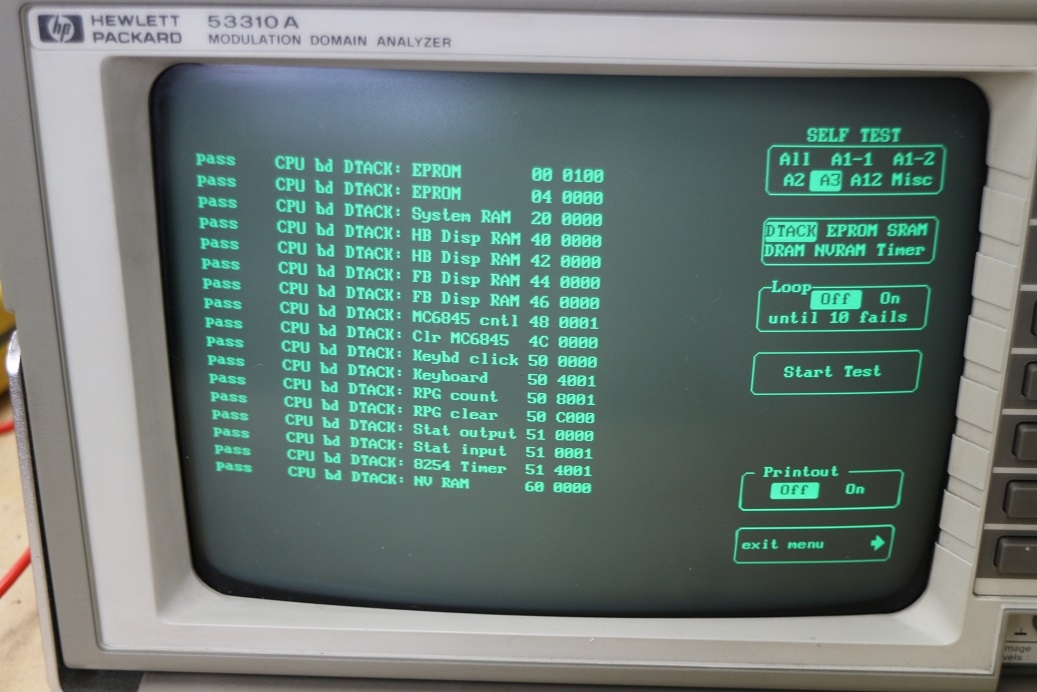 hp HEWLETT PACKARD
53310A
MODULATION DOMAIN ANALYZER
pass CPU bd DTACK: EPROM 00 0100
pass CPU bd DTACK: EPROM 04 0000
pass CPU bd DTACK: System RAM 20 0000
pass CPU bd DTACK: HB Disp RAM 40 0000
pass CPU bd DTACK: HB Disp RAM 42 0000
pass CPU bd DTACK: FB Disp RAM 44 0000
pass CPU bd DTACK: FB Disp RAM 46 0000
pass CPU bd DTACK: MC6845 cntl 48 0001
pass CPU bd DTACK: Clr MC6845 4C 0000
pass CPU bd DTACK: Keybd click 50 0000
pass CPU bd DTACK: Keyboard 50 4001
pass CPU bd DTACK: RPG count 50 8001
pass CPU bd DTACK: RPG clear 50 C000
pass CPU bd DTACK: Stat output 51 0000
pass CPU bd DTACK: Stat input 51 0001
pass CPU bd DTACK: 8254 Timer 51 4001
pass CPU bd DTACK: NV RAM 60 0000
SELF TEST
All A1-1 A1-2
A2 A3 A12 Misc
DTACK EPROM SRAM
DRAM NVRAM Timer
Loop
Off On
until 10 fails
Start Test
Printout
Off On
exit menu